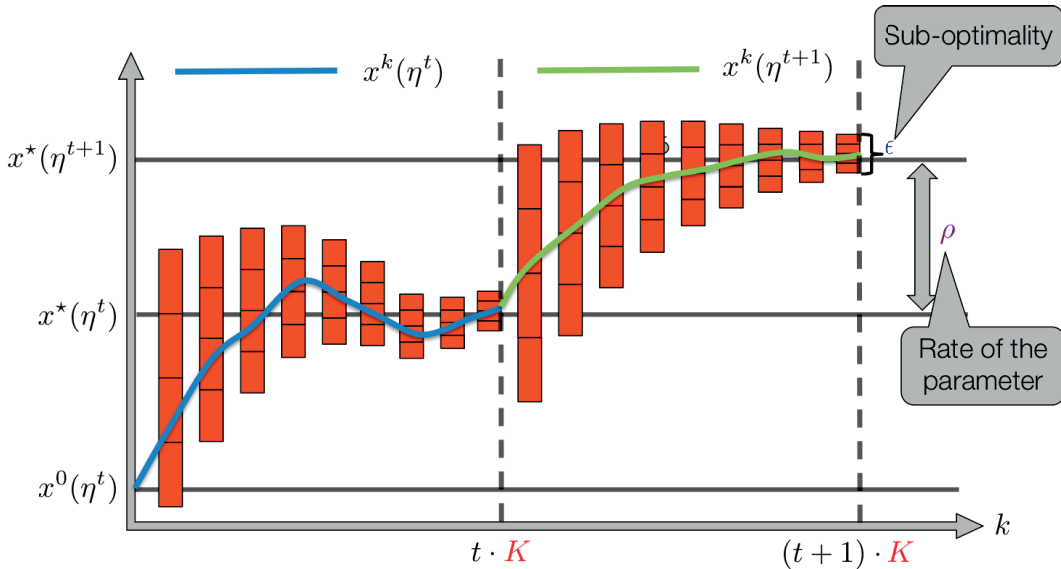 Sub-optimality
x^k(η^t)
x^k(η^{t+1})
x^⋆(η^{t+1})
ϵ
ρ
x^⋆(η^t)
Rate of the
parameter
x^0(η^t)
k
t · K
(t + 1) · K